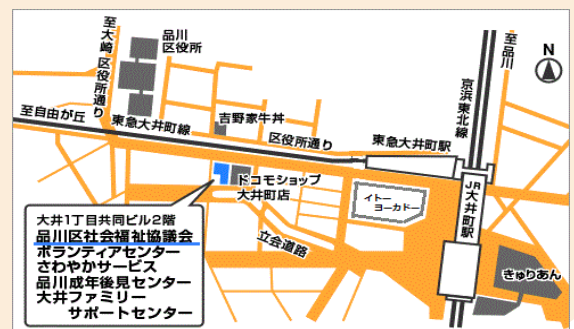 至大崎
区役所通り
品川
区役所
至品川
N
京浜東北線
至自由が丘
東急大井町線
吉野家牛丼
区役所通り
東急大井町駅
ドコモショップ
大井町店
イトー
ヨーカドー
JR大井町駅
立会道路
きゅりあん
大井1丁目共同ビル2階
品川区社会福祉協議会
ボランティアセンター
さわやかサービス
品川成年後見センター
大井ファミリー
サポートセンター